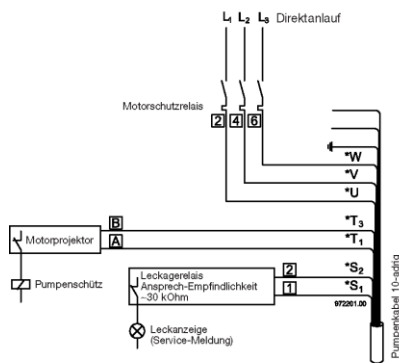 L₁ L₂ L₃ Direktanlauf
Motorschutzrelais
2 4 6
*W
*V
*U
B
*T₃
Motorprojektor
A
*T₁
Pumpenschütz
Leckagerelais
Ansprech-Empfindlichkeit
~30 kOhm
2
*S₂
1
*S₁
972201.00
Leckanzeige
(Service-Meldung)
Pumpenkabel 10-adrig